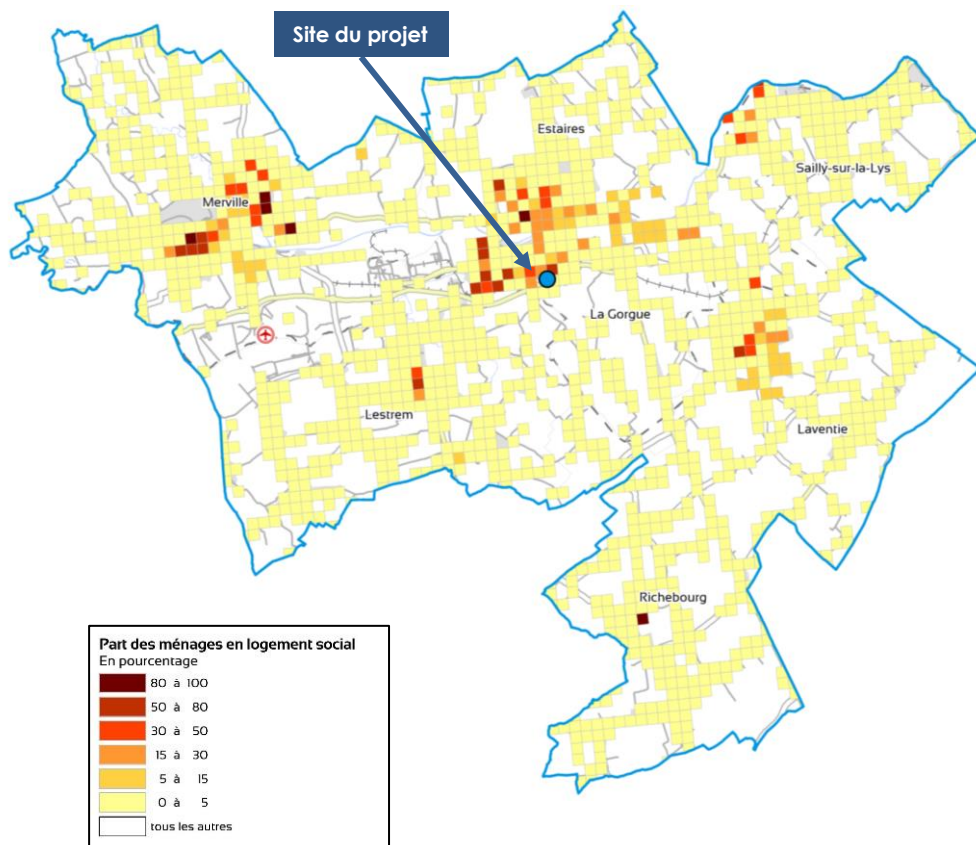 Site du projet
Estaires
Sailly-sur-la-Lys
Merville
La Gorgue
Lestrem
Laventie
Richebourg
Part des ménages en logement social
En pourcentage
80 à 100
50 à 80
30 à 50
15 à 30
5 à 15
0 à 5
tous les autres